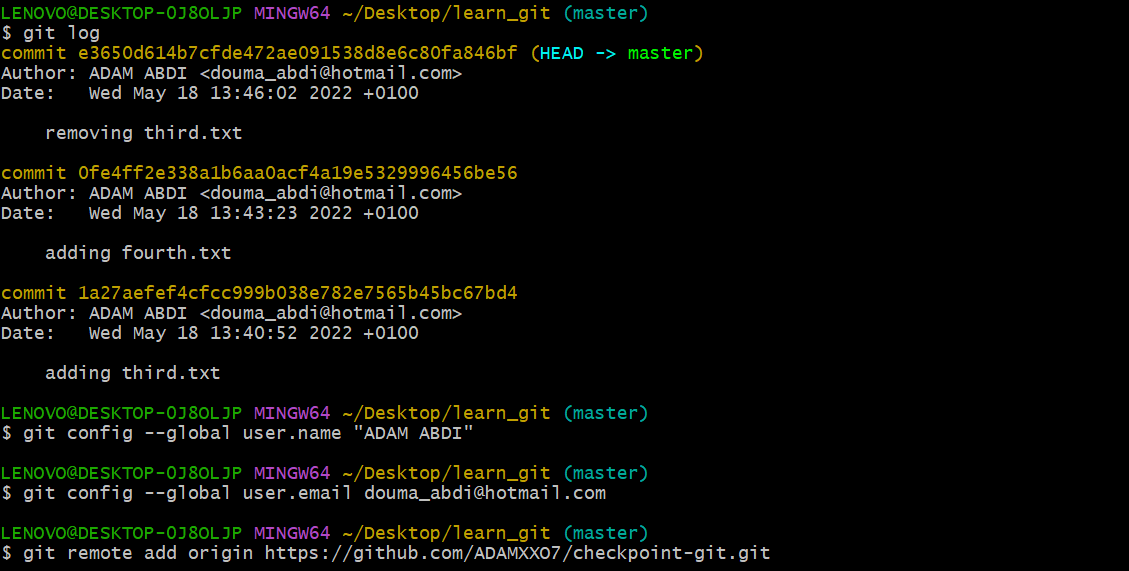 LENOVO@DESKTOP-0J8OLJP MINGW64 ~/Desktop/learn_git (master)
$ git log
commit e3650d614b7cfde472ae091538d8e6c80fa846bf (HEAD -> master)
Author: ADAM ABDI <douma_abdi@hotmail.com>
Date:   Wed May 18 13:46:02 2022 +0100
    removing third.txt
commit 0fe4ff2e338a1b6aa0acf4a19e5329996456be56
Author: ADAM ABDI <douma_abdi@hotmail.com>
Date:   Wed May 18 13:43:23 2022 +0100
    adding fourth.txt
commit 1a27aefef4cfcc999b038e782e7565b45bc67bd4
Author: ADAM ABDI <douma_abdi@hotmail.com>
Date:   Wed May 18 13:40:52 2022 +0100
    adding third.txt
LENOVO@DESKTOP-0J8OLJP MINGW64 ~/Desktop/learn_git (master)
$ git config --global user.name "ADAM ABDI"
LENOVO@DESKTOP-0J8OLJP MINGW64 ~/Desktop/learn_git (master)
$ git config --global user.email douma_abdi@hotmail.com
LENOVO@DESKTOP-0J8OLJP MINGW64 ~/Desktop/learn_git (master)
$ git remote add origin https://github.com/ADAMXXO7/checkpoint-git.git